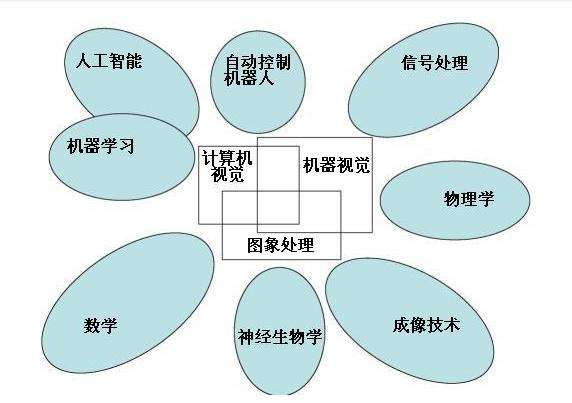 人工智能
自动控制
机器人
信号处理
机器学习
计算机
视觉
机器视觉
物理学
图象处理
数学
神经生物学
成像技术